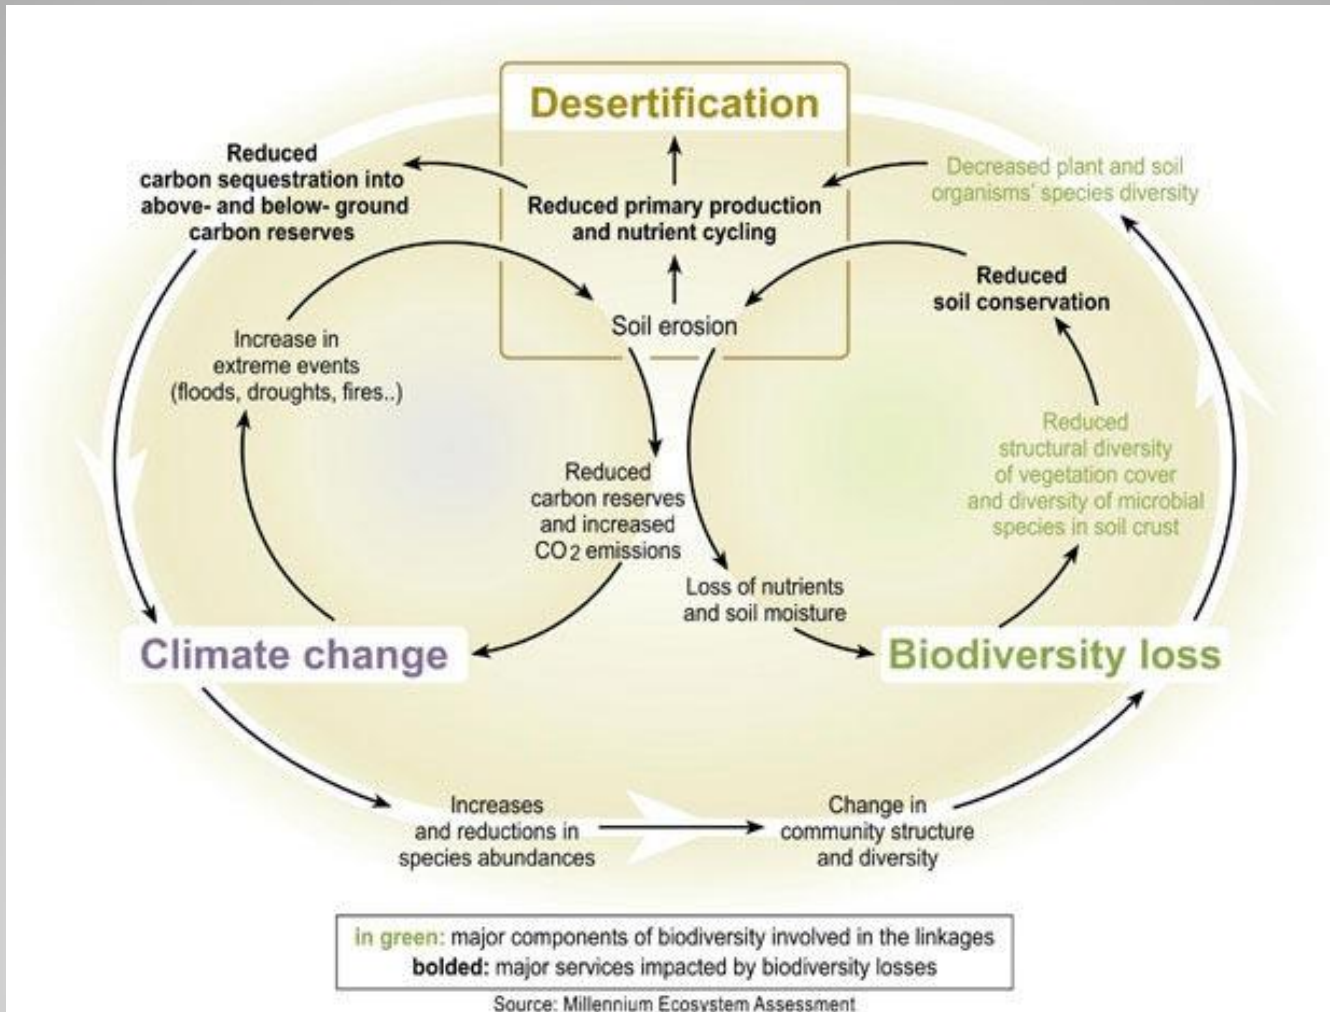 Desertification
Reduced
carbon sequestration into
above- and below- ground
carbon reserves
Reduced primary production
and nutrient cycling
Decreased plant and soil
organisms' species diversity
Reduced
soil conservation
Soil erosion
Increase in
extreme events
(floods, droughts, fires..)
Reduced
structural diversity
of vegetation cover
and diversity of microbial
species in soil crust
Reduced
carbon reserves
and increased
CO2 emissions
Loss of nutrients
and soil moisture
Climate change
Biodiversity loss
Increases
and reductions in
species abundances
Change in
community structure
and diversity
in green: major components of biodiversity involved in the linkages
bolded: major services impacted by biodiversity losses
Source: Millennium Ecosystem Assessment